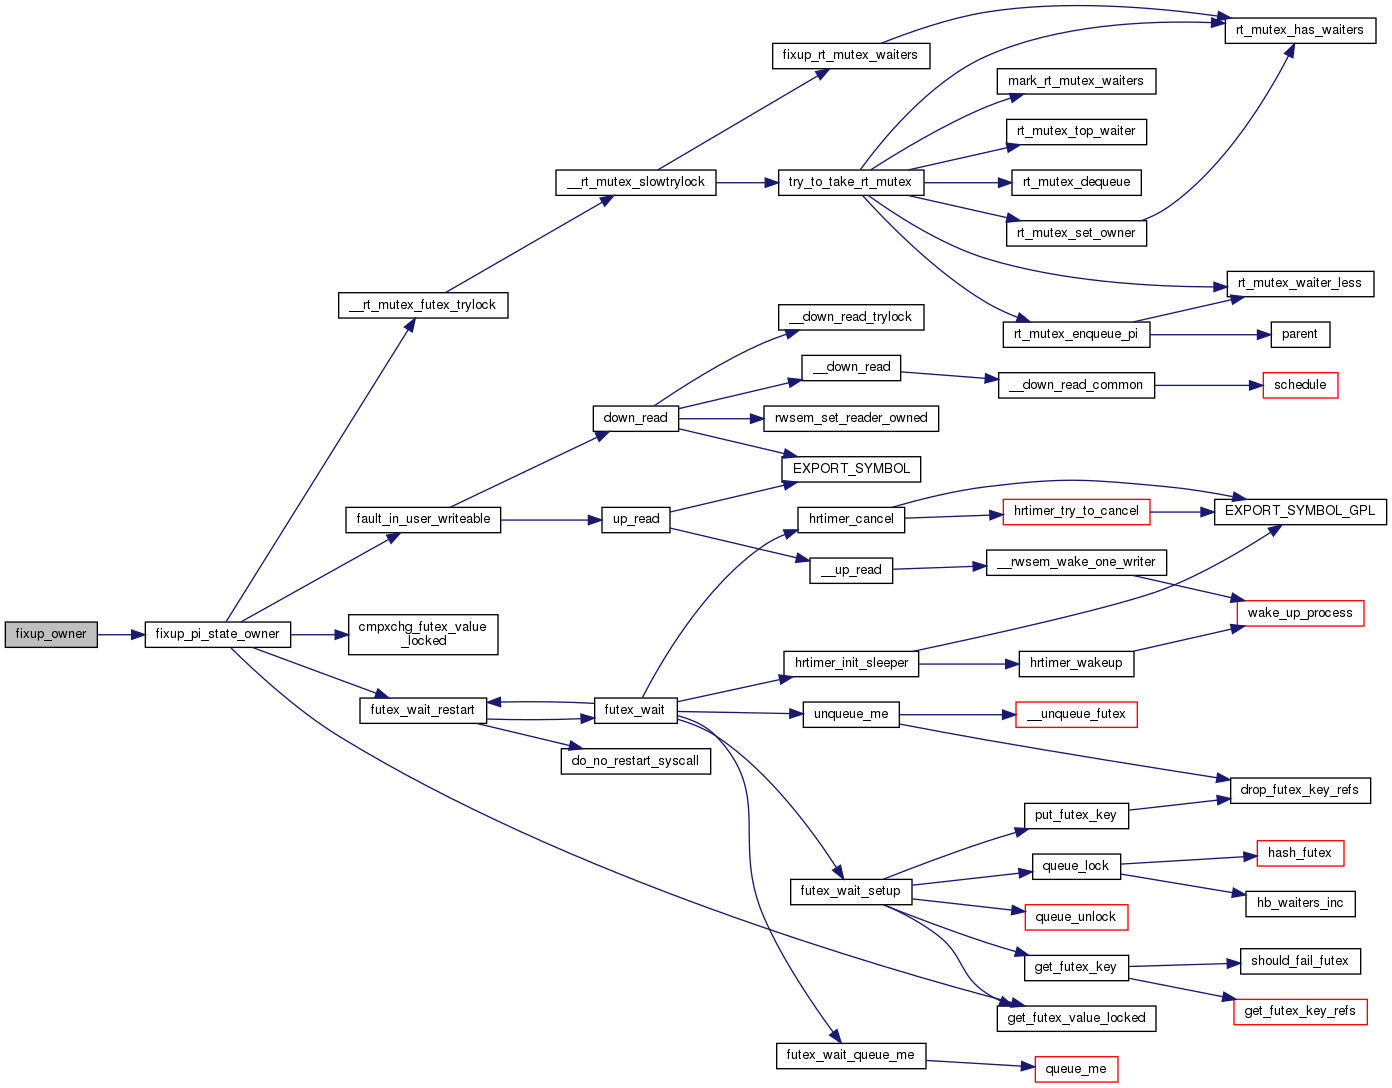 rt_mutex_has_waiters
fixup_rt_mutex_waiters
mark_rt_mutex_waiters
rt_mutex_top_waiter
__rt_mutex_slowtrylock
try_to_take_rt_mutex
rt_mutex_dequeue
rt_mutex_set_owner
rt_mutex_waiter_less
__rt_mutex_futex_trylock
__down_read_trylock
rt_mutex_enqueue_pi
parent
__down_read
__down_read_common
schedule
down_read
rwsem_set_reader_owned
EXPORT_SYMBOL
fault_in_user_writeable
up_read
hrtimer_cancel
hrtimer_try_to_cancel
EXPORT_SYMBOL_GPL
__up_read
__rwsem_wake_one_writer
wake_up_process
fixup_owner
fixup_pi_state_owner
cmpxchg_futex_value
_locked
hrtimer_init_sleeper
hrtimer_wakeup
futex_wait_restart
futex_wait
unqueue_me
__unqueue_futex
do_no_restart_syscall
drop_futex_key_refs
put_futex_key
queue_lock
hash_futex
futex_wait_setup
hb_waiters_inc
queue_unlock
get_futex_key
should_fail_futex
get_futex_key_refs
get_futex_value_locked
futex_wait_queue_me
queue_me